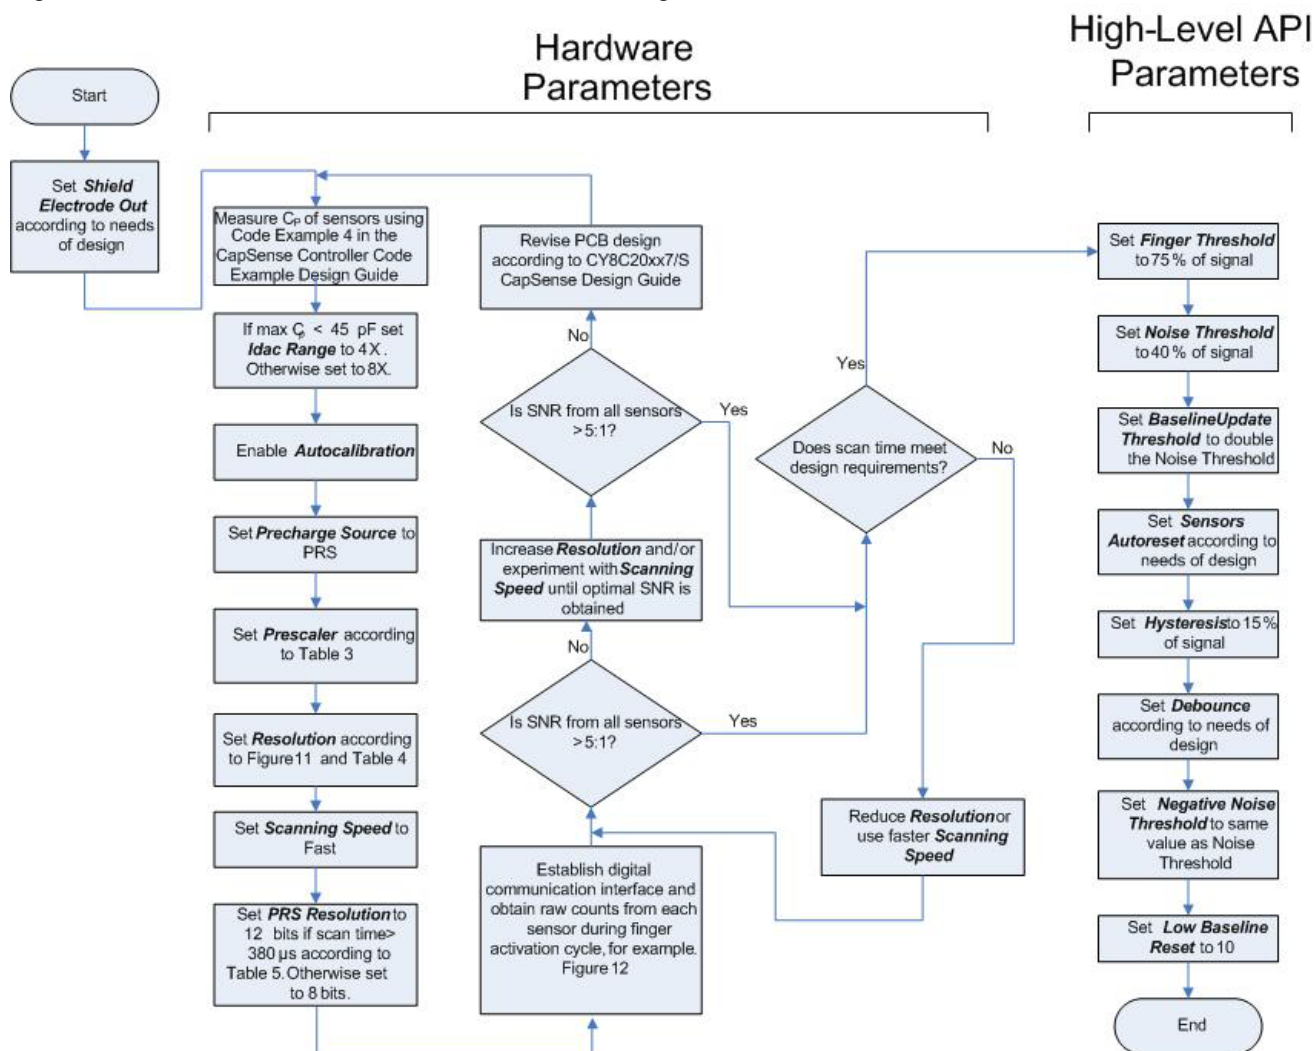 Hardware
Parameters
High-Level API
Parameters
Start
Set Shield
Electrode Out
according to needs
of design
Measure CP of sensors using
Code Example 4 in the
CapSense Controller Code
Example Design Guide
If max Cp < 45 pF set
Idac Range to 4X.
Otherwise set to 8X.
Enable Autocalibration
Set Precharge Source to
PRS
Set Prescaler according
to Table 3
Set Resolution according
to Figure 11 and Table 4
Set Scanning Speed to
Fast
Set PRS Resolution to
12 bits if scan time>
380 µs according to
Table 5. Otherwise set
to 8 bits.
Revise PCB design
according to CY8C20xx7/S
CapSense Design Guide
No
Is SNR from all sensors
>5:1?
Yes
Increase Resolution and/or
experiment with Scanning
Speed until optimal SNR is
obtained
No
Is SNR from all sensors
>5:1?
Yes
Establish digital
communication interface and
obtain raw counts from each
sensor during finger
activation cycle, for example.
Figure 12
Yes
Does scan time meet
design requirements?
No
Reduce Resolution or
use faster Scanning
Speed
Set Finger Threshold
to 75% of signal
Set Noise Threshold
to 40% of signal
Set BaselineUpdate
Threshold to double
the Noise Threshold
Set Sensors
Autoreset according to
needs of design
Set Hysteresis to 15%
of signal
Set Debounce
according to needs of
design
Set Negative Noise
Threshold to same
value as Noise
Threshold
Set Low Baseline
Reset to 10
End